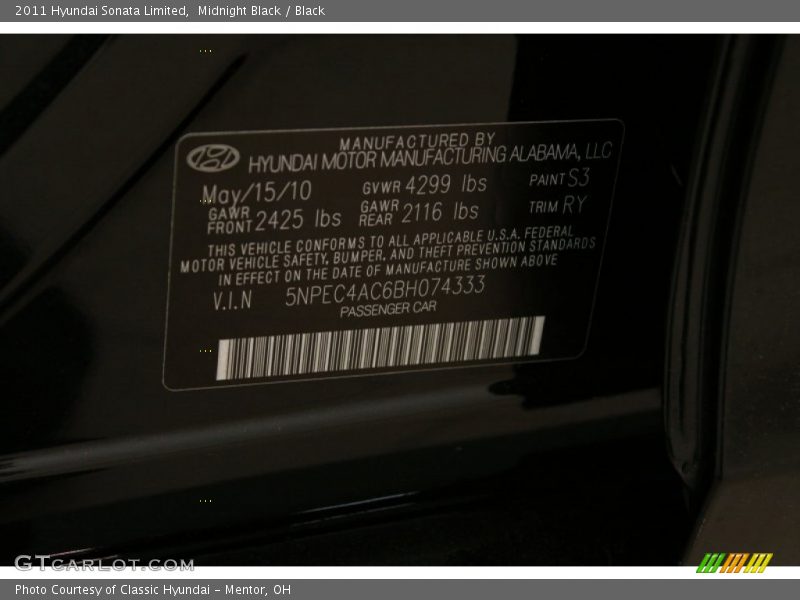 2011 Hyundai Sonata Limited, Midnight Black / Black
MANUFACTURED BY
HYUNDAI MOTOR MANUFACTURING ALABAMA, LLC
May/15/10 GVWR 4299 lbs PAINT S3
GAWR FRONT 2425 lbs GAWR REAR 2116 lbs TRIM RY
THIS VEHICLE CONFORMS TO ALL APPLICABLE U.S.A. FEDERAL
MOTOR VEHICLE SAFETY, BUMPER, AND THEFT PREVENTION STANDARDS
IN EFFECT ON THE DATE OF MANUFACTURE SHOWN ABOVE
V.I.N 5NPEC4AC6BH074333
PASSENGER CAR
GTCARLOT.COM
Photo Courtesy of Classic Hyundai - Mentor, OH